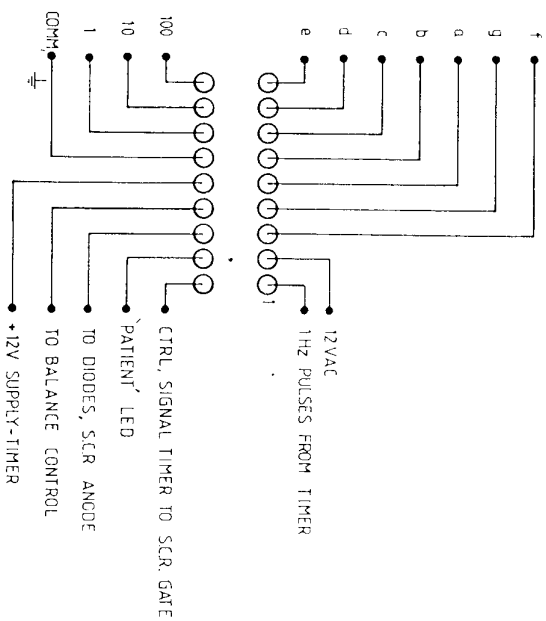 f
g
a
b
c
d
e
100
10
1
COMM,
12VAC
1Hz PULSES FROM TIMER
1
CTRL, SIGNAL TIMER TO S.C.R. GATE
'PATIENT' LED
TO DIODES, S.C.R ANODE
TO BALANCE CONTROL
+12V SUPPLY-TIMER